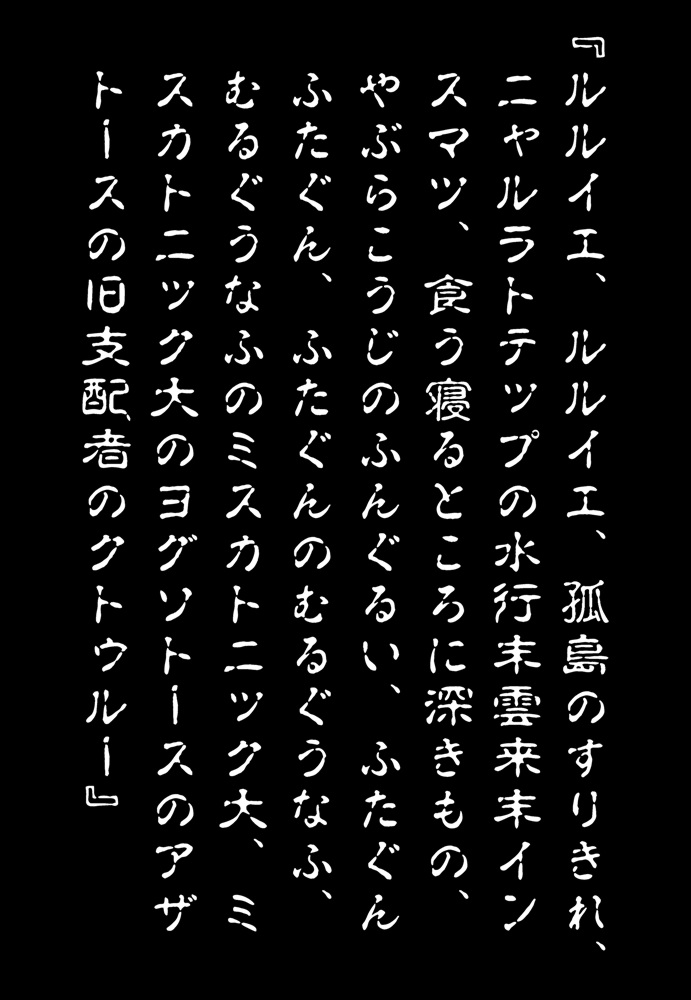 『ルルイエ、ルルイエ、孤島のすりきれ、
ニャルラトテップの水行末雲来末イン
スマツ、食う寝るところに深きもの、
やぶらこうじのふんぐるい、ふたぐん
ふたぐん、ふたぐんのむるぐうなふ、
むるぐうなふのミスカトニック大、ミ
スカトニック大のヨグソトースのアザ
トースの旧支配者のクトゥルー』